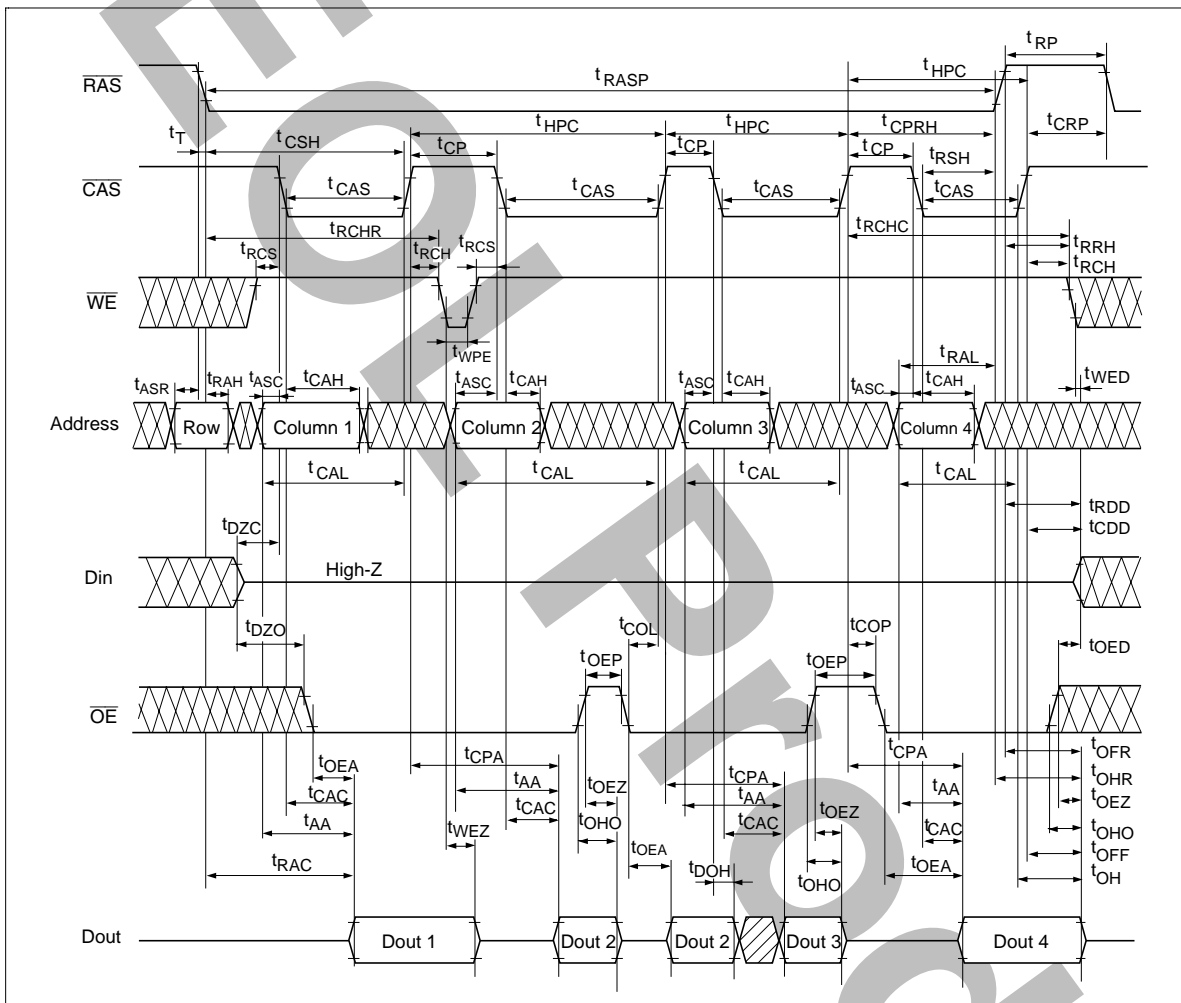 tRP
tHPC
RAS
tRASP
tT
tCSH
tHPC
tHPC
tCPRH
tCRP
tCP
tCP
tCP
tRSH
CAS
tCAS
tCAS
tCAS
tCAS
tRCHR
tRCHC
tRCS
tRCH
tRCS
tRRH
tRCH
WE
tWPE
tRAL
tWED
tASR
tRAH
tASC
tCAH
tASC
tCAH
tASC
tCAH
tASC
tCAH
Address
Row
Column 1
Column 2
Column 3
Column 4
tCAL
tCAL
tCAL
tCAL
tRDD
tCDD
tDZC
Din
High-Z
tDZO
tCOL
tCOP
tOED
tOEP
tOEP
OE
tOEA
tCAC
tAA
tRAC
tCPA
tAA
tCAC
tWEZ
tOEZ
tOHO
tOEA
tCPA
tAA
tCAC
tDOH
tOEZ
tOHO
tCPA
tAA
tCAC
tOEA
tOFR
tOHR
tOEZ
tOHO
tOFF
tOH
Dout
Dout 1
Dout 2
Dout 2
Dout 3
Dout 4
EOL Prod